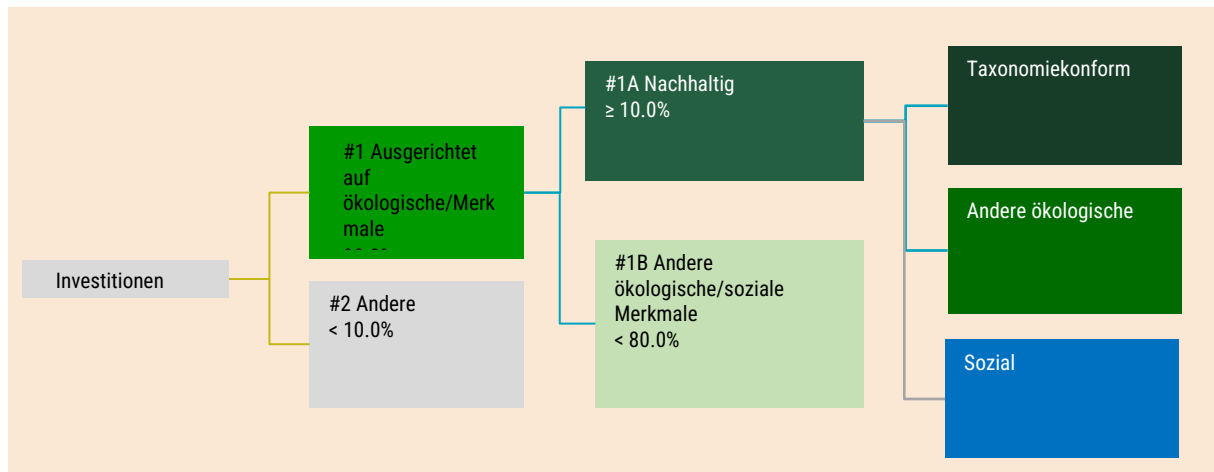 Investitionen
#1 Ausgerichtet
auf
ökologische/Merk
male
#2 Andere
< 10.0%
#1A Nachhaltig
≥ 10.0%
#1B Andere
ökologische/soziale
Merkmale
< 80.0%
Taxonomiekonform
Andere ökologische
Sozial